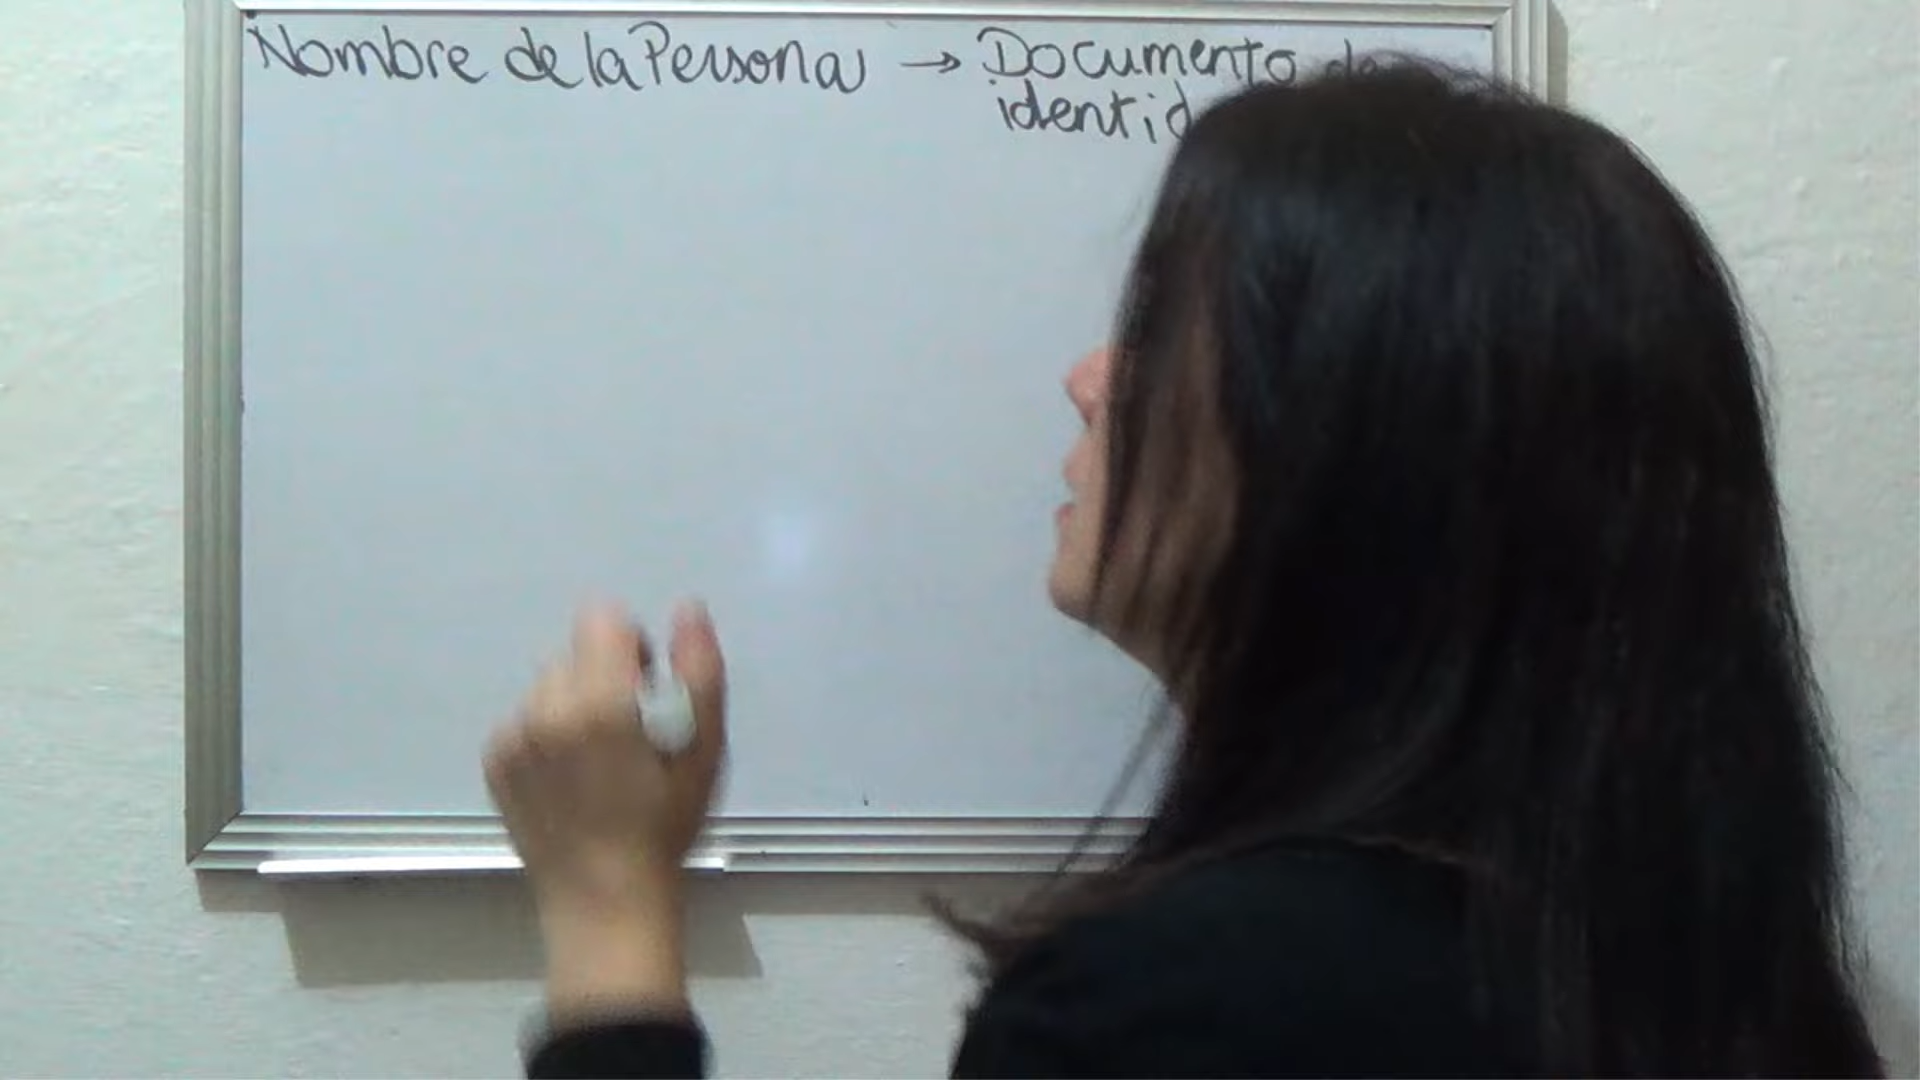 Nombre de la Persona → Documento de
identid